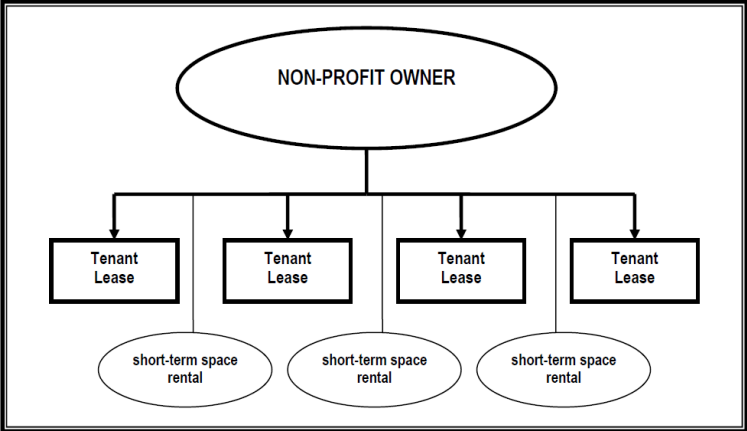 NON-PROFIT OWNER
Tenant
Lease
Tenant
Lease
Tenant
Lease
Tenant
Lease
short-term space
rental
short-term space
rental
short-term space
rental